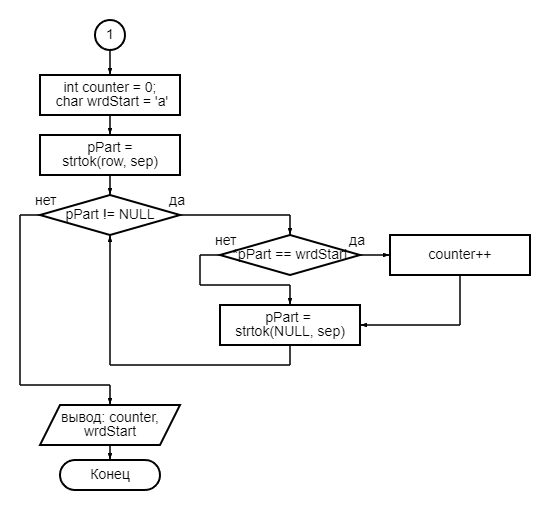 1
int counter = 0;
char wrdStart = 'a'
pPart =
strtok(row, sep)
нет
да
pPart != NULL
нет
да
*pPart == wrdStart
counter++
pPart =
strtok(NULL, sep)
вывод: counter,
wrdStart
Конец